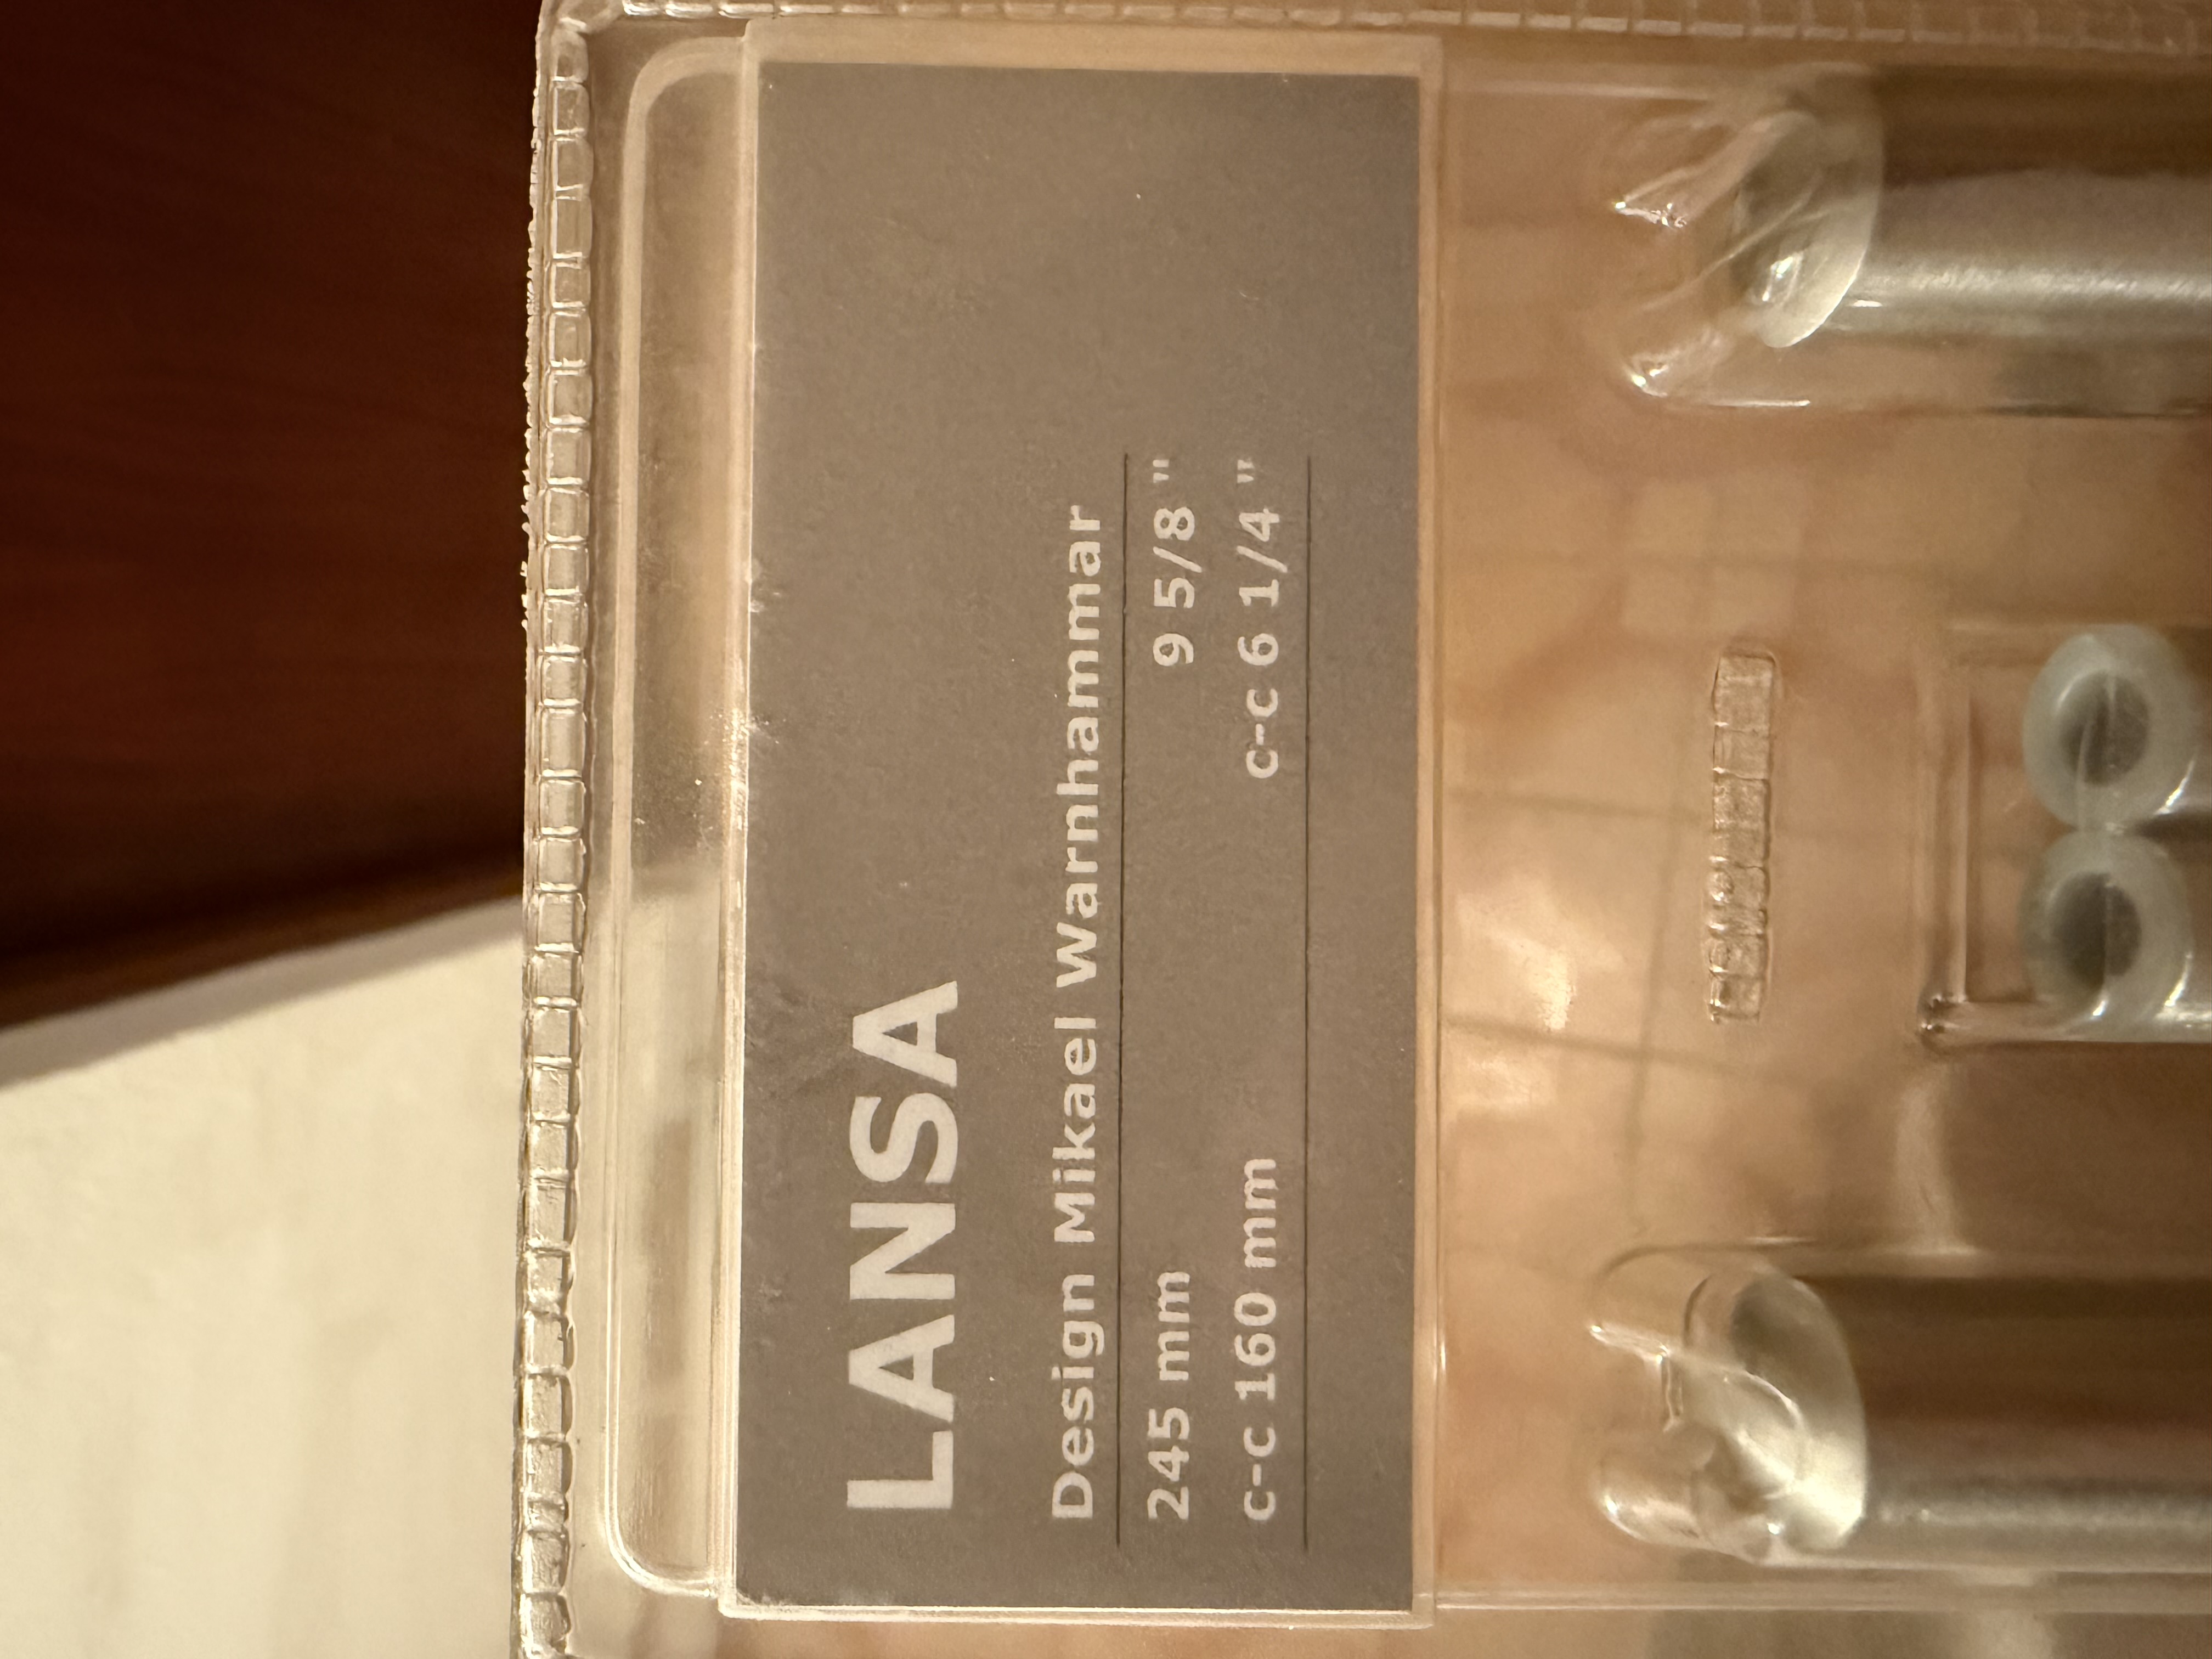 LANSA
Design Mikael Warnhammar
245 mm 9 5/8 "
c-c 160 mm c-c 6 1/4 "